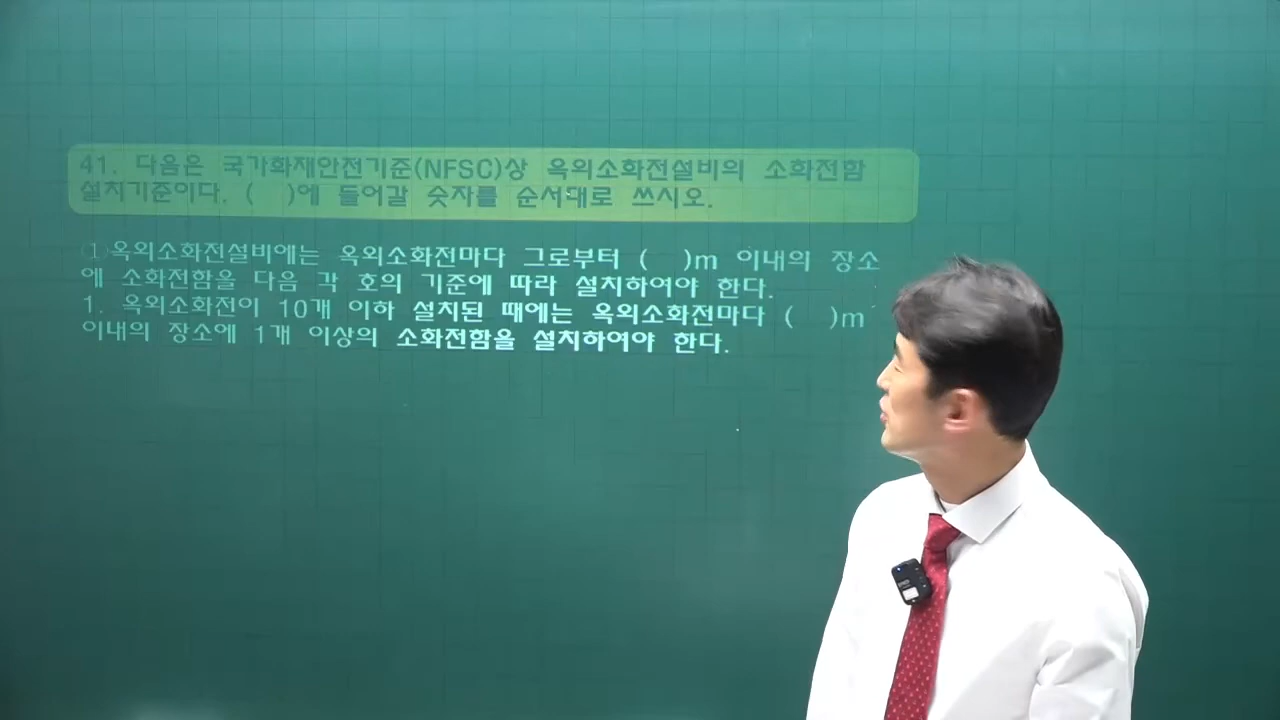 41. 다음은 국가화재안전기준(NFSC)상 옥외소화전설비의 소화전함
설치기준이다. (  )에 들어갈 숫자를 순서대로 쓰시오.
①옥외소화전설비에는 옥외소화전마다 그로부터 (  )m 이내의 장소
에 소화전함을 다음 각 호의 기준에 따라 설치하여야 한다.
1. 옥외소화전이 10개 이하 설치된 때에는 옥외소화전마다 (  )m
이내의 장소에 1개 이상의 소화전함을 설치하여야 한다.